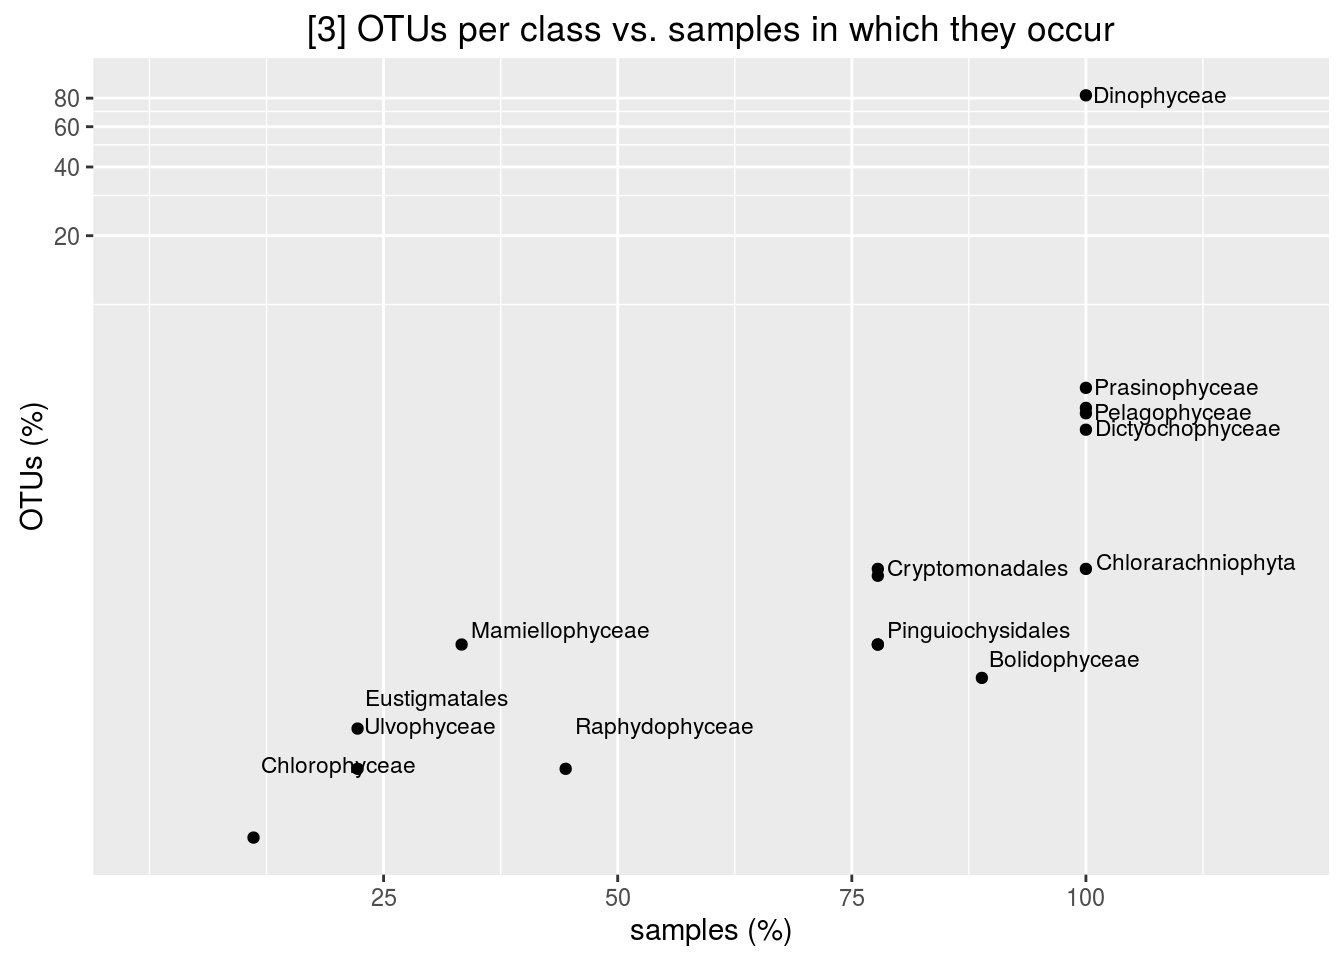 [3] OTUs per class vs. samples in which they occur
80
60
40
20
OTUs (%)
Dinophyceae
Prasinophyceae
Pelagophyceae
Dictyochophyceae
Chlorarachniophyta
Cryptomonadales
Mamiellophyceae
Pinguiochysidales
Bolidophyceae
Eustigmatales
Ulvophyceae
Raphydophyceae
Chlorophyceae
25 50 75 100
samples (%)